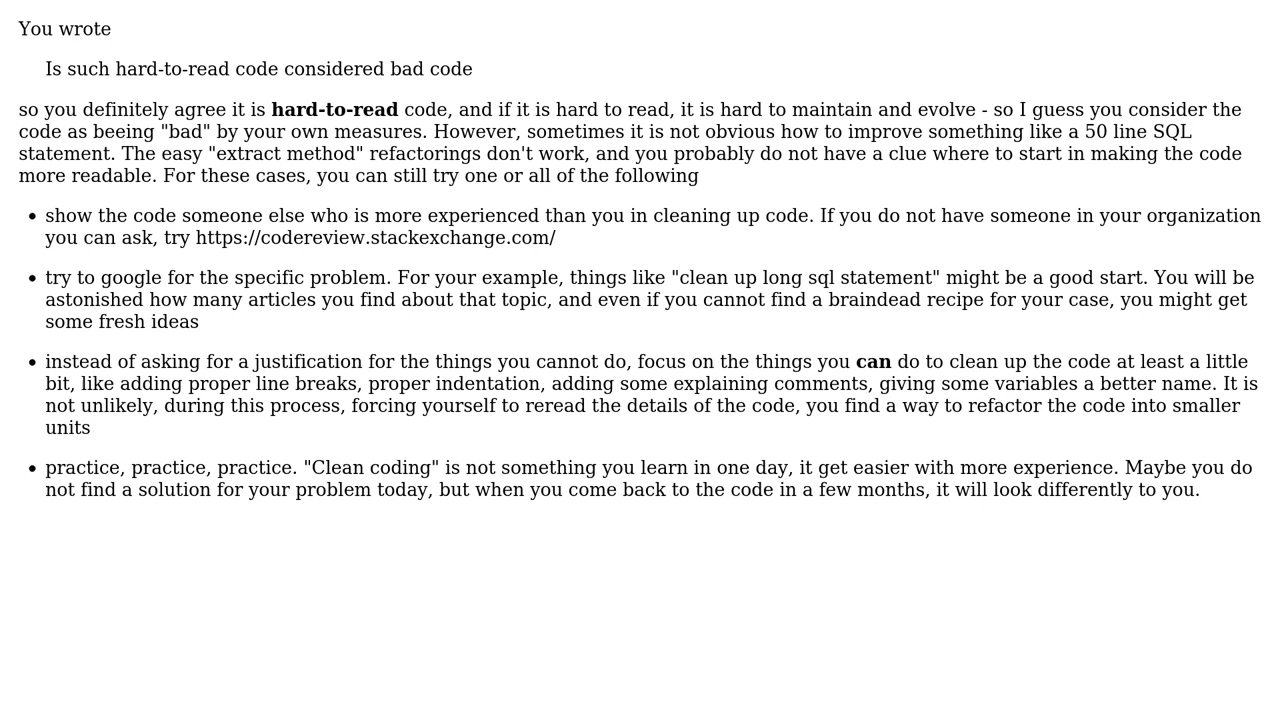 You wrote
Is such hard-to-read code considered bad code
so you definitely agree it is hard-to-read code, and if it is hard to read, it is hard to maintain and evolve - so I guess you consider the
code as beeing "bad" by your own measures. However, sometimes it is not obvious how to improve something like a 50 line SQL
statement. The easy "extract method" refactorings don't work, and you probably do not have a clue where to start in making the code
more readable. For these cases, you can still try one or all of the following
• show the code someone else who is more experienced than you in cleaning up code. If you do not have someone in your organization
you can ask, try https://codereview.stackexchange.com/
• try to google for the specific problem. For your example, things like "clean up long sql statement" might be a good start. You will be
astonished how many articles you find about that topic, and even if you cannot find a braindead recipe for your case, you might get
some fresh ideas
• instead of asking for a justification for the things you cannot do, focus on the things you can do to clean up the code at least a little
bit, like adding proper line breaks, proper indentation, adding some explaining comments, giving some variables a better name. It is
not unlikely, during this process, forcing yourself to reread the details of the code, you find a way to refactor the code into smaller
units
• practice, practice, practice. "Clean coding" is not something you learn in one day, it get easier with more experience. Maybe you do
not find a solution for your problem today, but when you come back to the code in a few months, it will look differently to you.